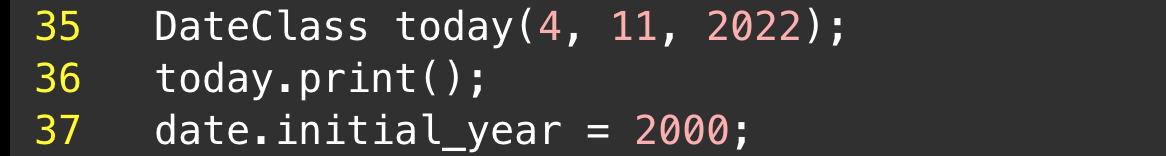 35 DateClass today(4, 11, 2022);
36 today.print();
37 date.initial_year = 2000;